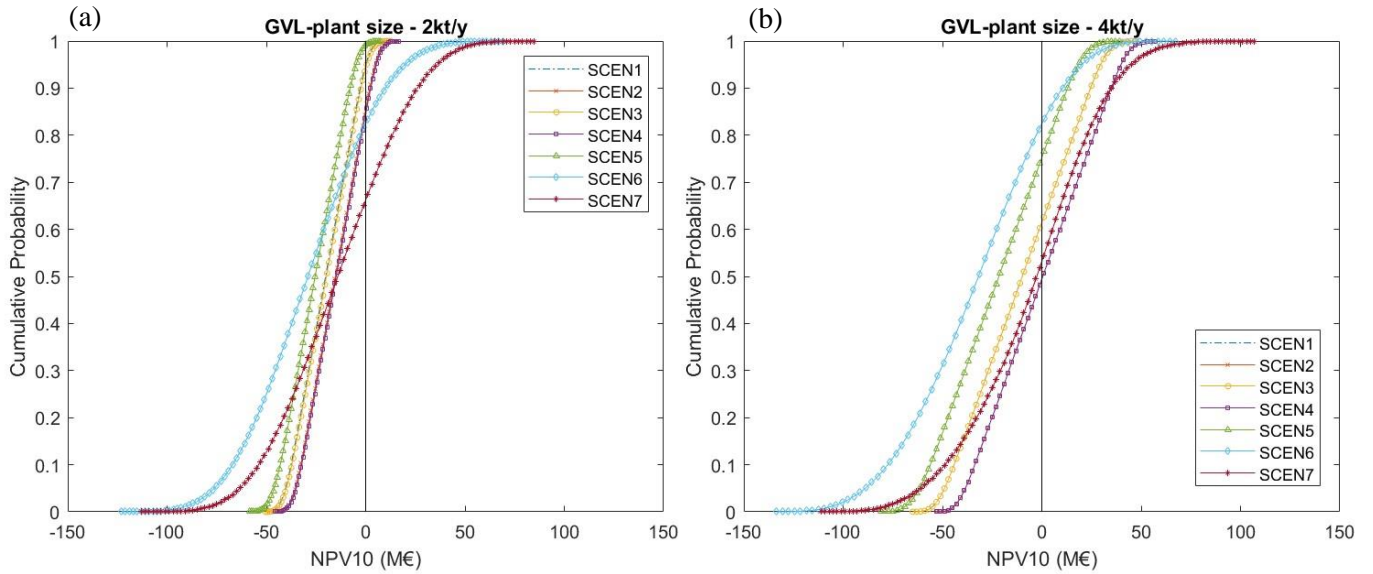 (a)
GVL-plant size - 2kt/y
1
0.9
0.8
0.7
0.6
0.5
0.4
0.3
0.2
0.1
0
Cumulative Probability
-150
-100
-50
0
50
100
150
NPV10 (M€)
SCEN1
SCEN2
SCEN3
SCEN4
SCEN5
SCEN6
SCEN7
(b)
GVL-plant size - 4kt/y
1
0.9
0.8
0.7
0.6
0.5
0.4
0.3
0.2
0.1
0
Cumulative Probability
-150
-100
-50
0
50
100
150
NPV10 (M€)
SCEN1
SCEN2
SCEN3
SCEN4
SCEN5
SCEN6
SCEN7